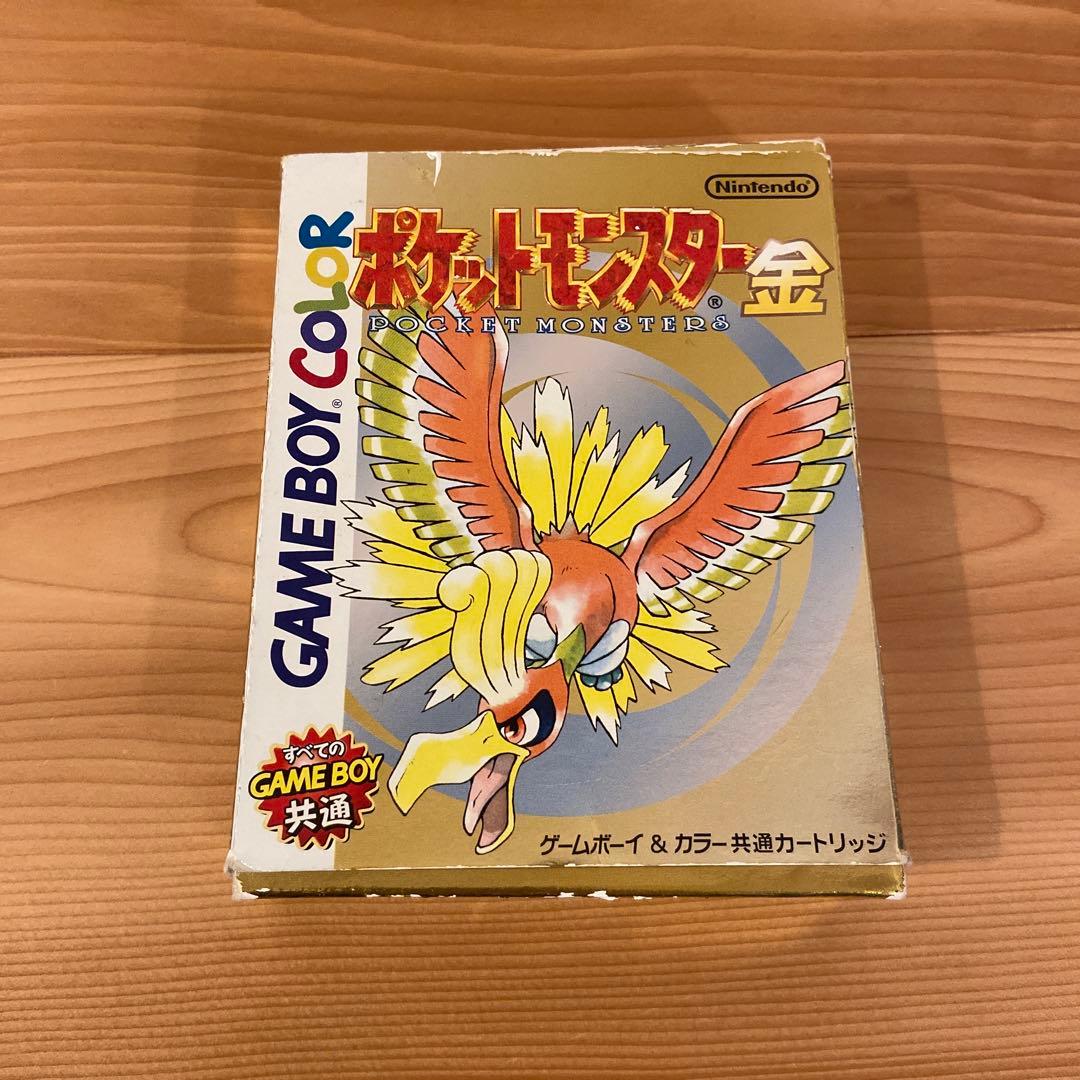 Nintendo®
ポケットモンスター金
®
POCKET MONSTERS
GAME BOY® COLOR
すべての
GAME BOY
共通
ゲームボーイ & カラー共通カートリッジ